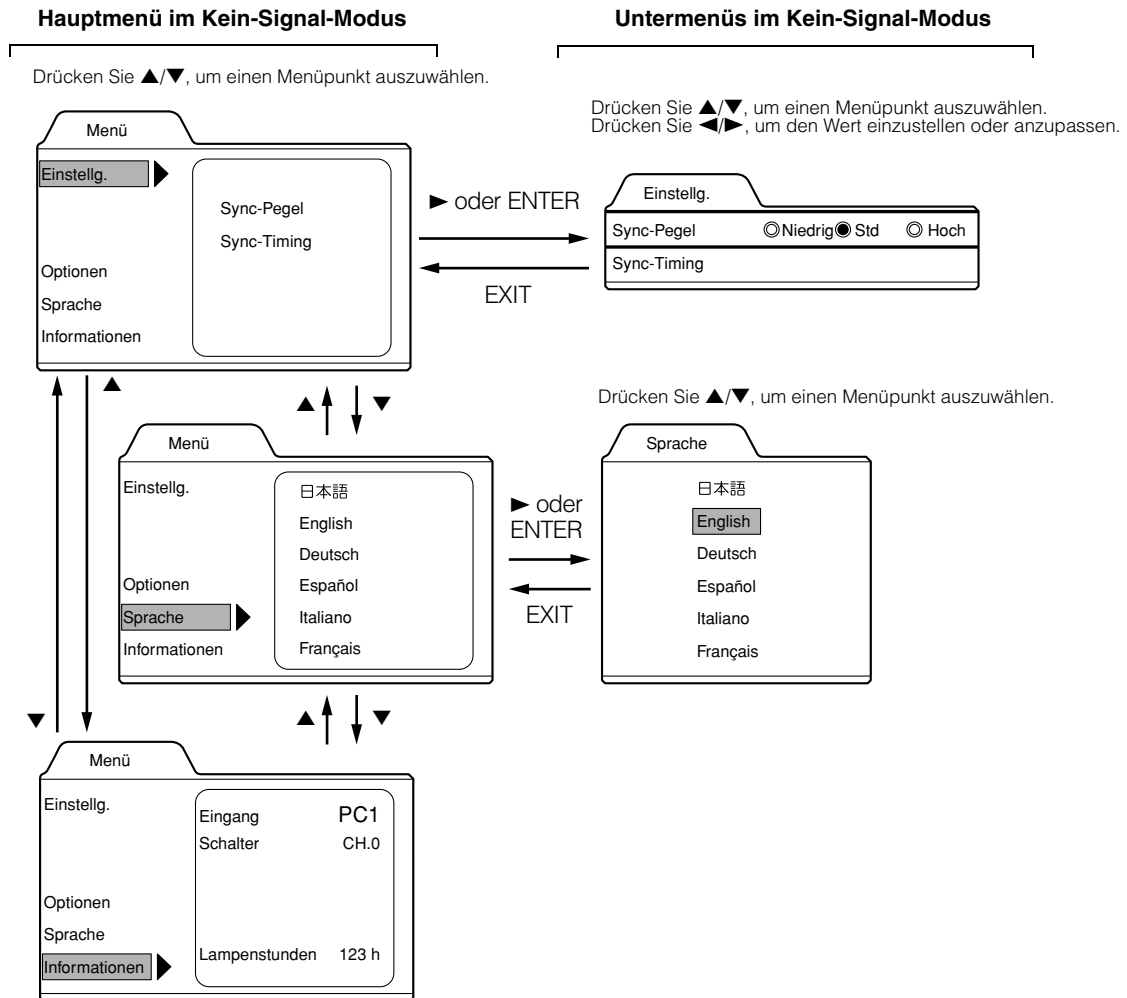 Hauptmenü im Kein-Signal-Modus
Drücken Sie ▲/▼, um einen Menüpunkt auszuwählen.
Menü
Einstellg.
Optionen
Sprache
Informationen
Sync-Pegel
Sync-Timing
► oder ENTER
EXIT
Untermenüs im Kein-Signal-Modus
Drücken Sie ▲/▼, um einen Menüpunkt auszuwählen.
Drücken Sie ◄/►, um den Wert einzustellen oder anzupassen.
Einstellg.
Sync-Pegel ◎Niedrig◉ Std ◎ Hoch
Sync-Timing
▲
▲ ▼
Menü
Einstellg.
Optionen
Sprache
Informationen
日本語
English
Deutsch
Español
Italiano
Français
► oder
ENTER
EXIT
Drücken Sie ▲/▼, um einen Menüpunkt auszuwählen.
Sprache
日本語
English
Deutsch
Español
Italiano
Français
▼
▲ ▼
Menü
Einstellg.
Optionen
Sprache
Informationen
Eingang PC1
Schalter CH.0
Lampenstunden 123 h